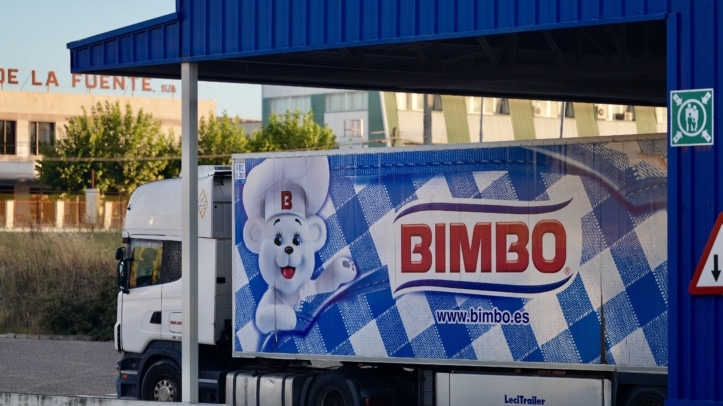 DE LA FUENTE, S.A.
B
BIMBO®
www.bimbo.es
LeciTrailer